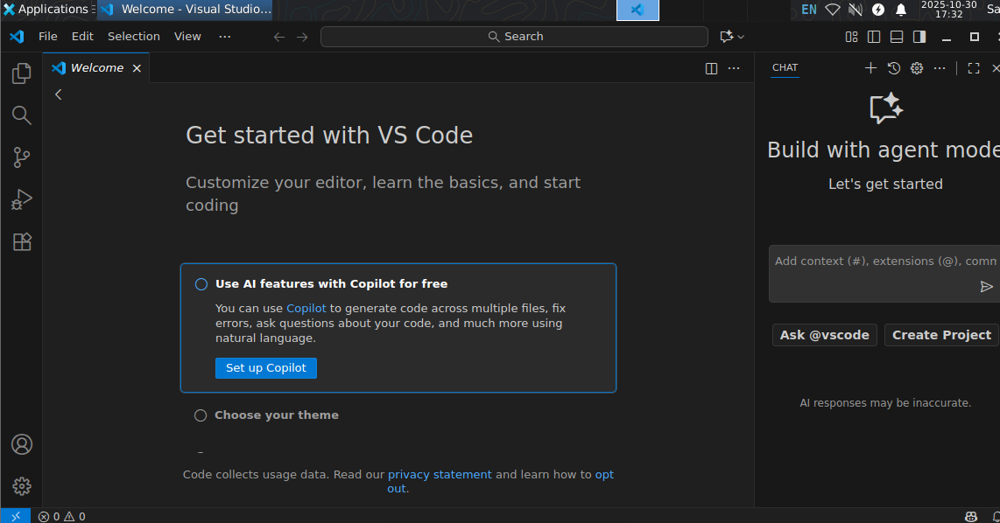 Applications
Welcome - Visual Studio...
EN
2025-10-30
17:32
Sa
File
Edit
Selection
View
Search
Welcome
CHAT
Get started with VS Code
Customize your editor, learn the basics, and start
coding
Use AI features with Copilot for free
You can use Copilot to generate code across multiple files, fix
errors, ask questions about your code, and much more using
natural language.
Set up Copilot
Choose your theme
Code collects usage data. Read our privacy statement and learn how to opt
out.
Build with agent mode
Let's get started
Add context (#), extensions (@), comn
Ask @vscode
Create Project
AI responses may be inaccurate.
0
0